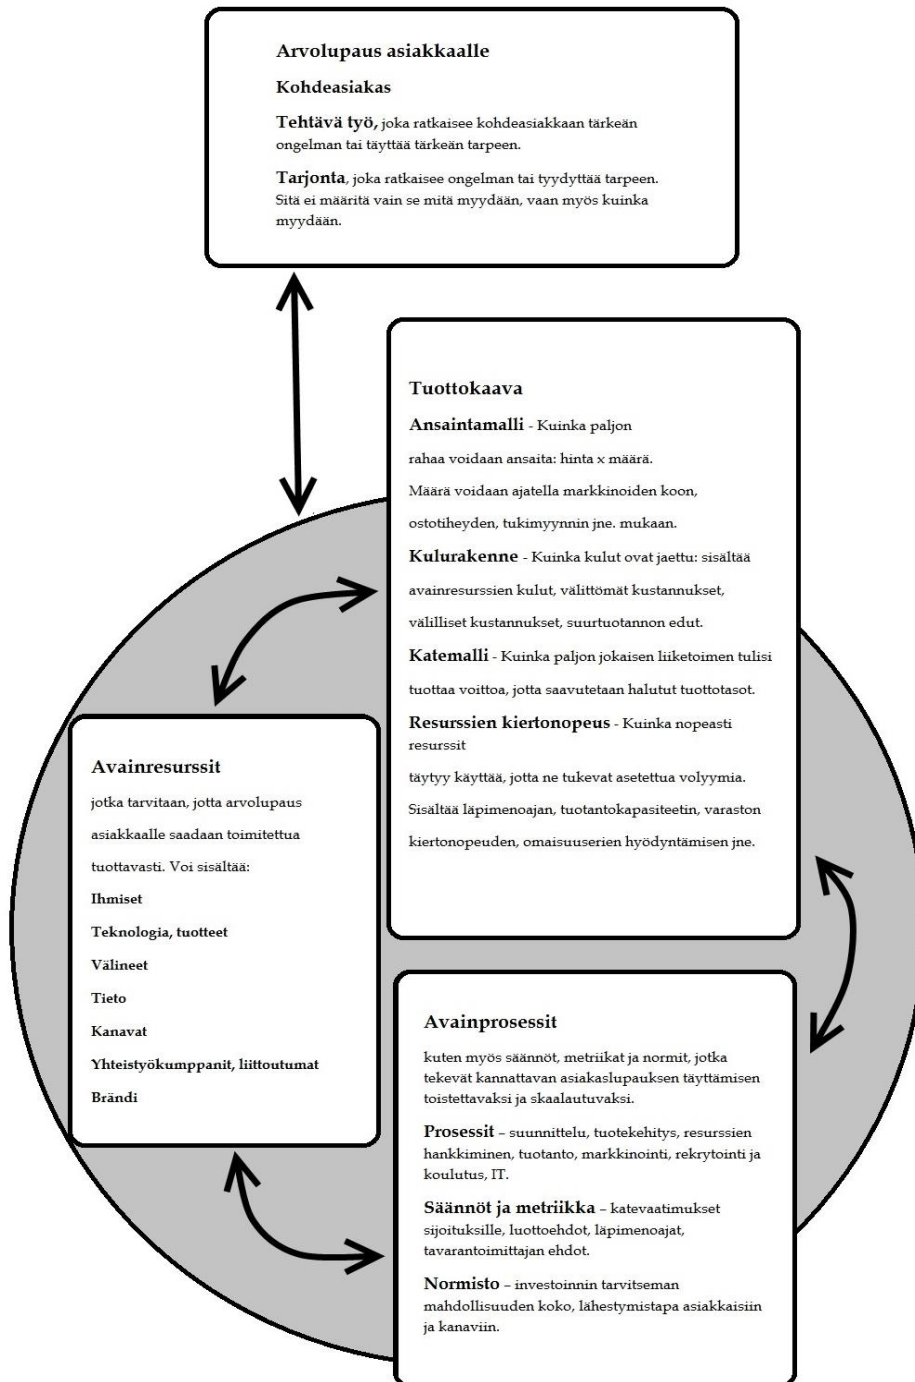 Arvolupaus asiakkaalle
Kohdeasiakas
Tehtävä työ, joka ratkaisee kohdeasiakkaan tärkeän
ongelman tai täyttää tärkeän tarpeen.
Tarjonta, joka ratkaisee ongelman tai tyydyttää tarpeen.
Sitä ei määritä vain se mitä myydään, vaan myös kuinka
myydään.
Tuottokaava
Ansaintamalli - Kuinka paljon
rahaa voidaan ansaita: hinta x määrä.
Määrä voidaan ajatella markkinoiden koon,
ostotiheyden, tukimyynnin jne. mukaan.
Kulurakenne - Kuinka kulut ovat jaettu: sisältää
avainresurssien kulut, välittömät kustannukset,
välilliset kustannukset, suurtuotannon edut.
Katemalli - Kuinka paljon jokaisen liiketoimen tulisi
tuottaa voittoa, jotta saavutetaan halutut tuottotasot.
Resurssien kiertonopeus - Kuinka nopeasti
resurssit
täytyy käyttää, jotta ne tukevat asetettua volyymia.
Sisältää läpimenoajan, tuotantokapasiteetin, varaston
kiertonopeuden, omaisuuserien hyödyntämisen jne.
Avainresurssit
jotka tarvitaan, jotta arvolupaus
asiakkaalle saadaan toimitettua
tuottavasti. Voi sisältää:
Ihmiset
Teknologia, tuotteet
Välineet
Tieto
Kanavat
Yhteistyökumppanit, liittoutumat
Brändi
Avainprosessit
kuten myös säännöt, metriikat ja normit, jotka
tekevät kannattavan asiakaslupauksen täyttämisen
toistettavaksi ja skaalautuvaksi.
Prosessit – suunnittelu, tuotekehitys, resurssien
hankkiminen, tuotanto, markkinointi, rekrytointi ja
koulutus, IT.
Säännöt ja metriikka – katevaatimukset
sijoituksille, luottoehdot, läpimenoajat,
tavarantoimittajan ehdot.
Normisto – investoinnin tarvitseman
mahdollisuuden koko, lähestymistapa asiakkaisiin
ja kanaviin.